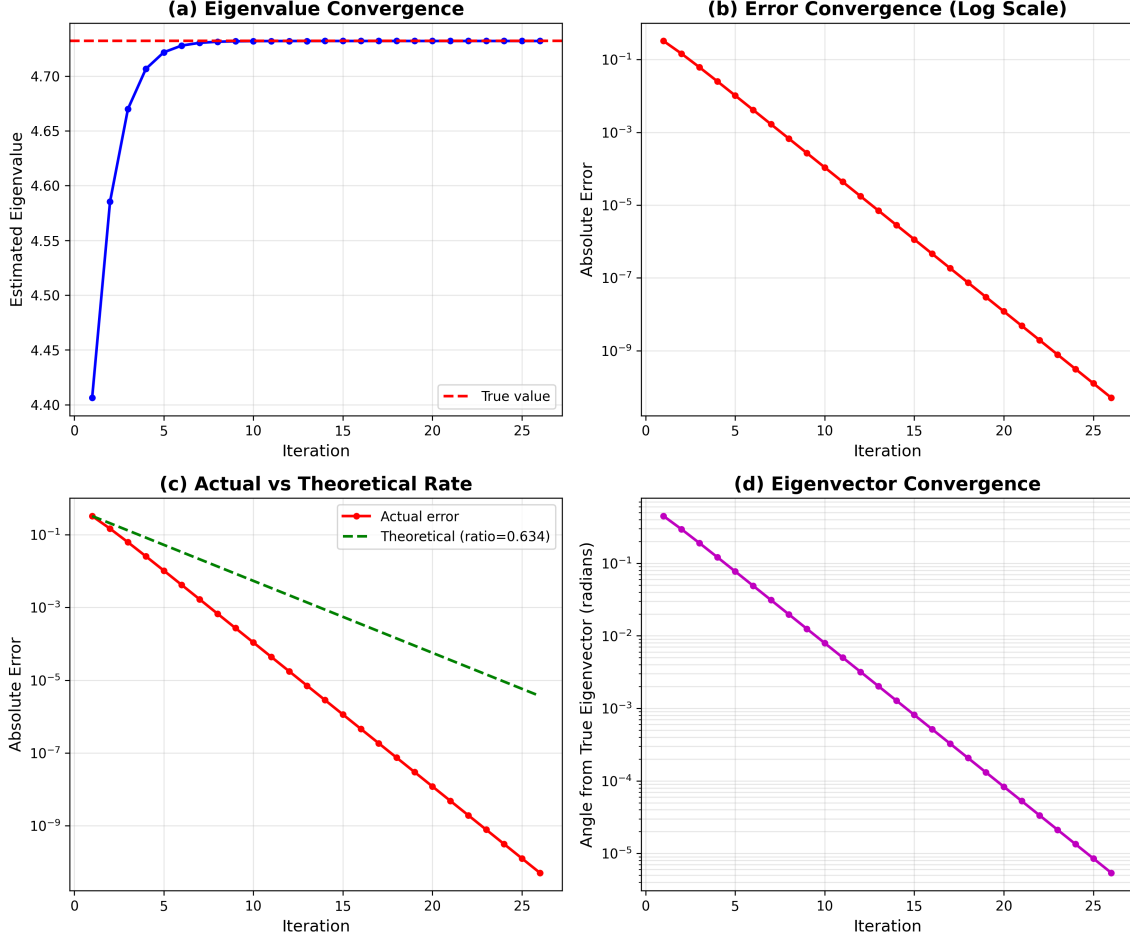 (a) Eigenvalue Convergence
Estimated Eigenvalue
4.70
4.65
4.60
4.55
4.50
4.45
4.40
0 5 10 15 20 25
Iteration
True value
(b) Error Convergence (Log Scale)
Absolute Error
10⁻¹
10⁻³
10⁻⁵
10⁻⁷
10⁻⁹
0 5 10 15 20 25
Iteration
(c) Actual vs Theoretical Rate
Absolute Error
10⁻¹
10⁻³
10⁻⁵
10⁻⁷
10⁻⁹
0 5 10 15 20 25
Iteration
Actual error
Theoretical (ratio=0.634)
(d) Eigenvector Convergence
Angle from True Eigenvector (radians)
10⁻¹
10⁻²
10⁻³
10⁻⁴
10⁻⁵
0 5 10 15 20 25
Iteration